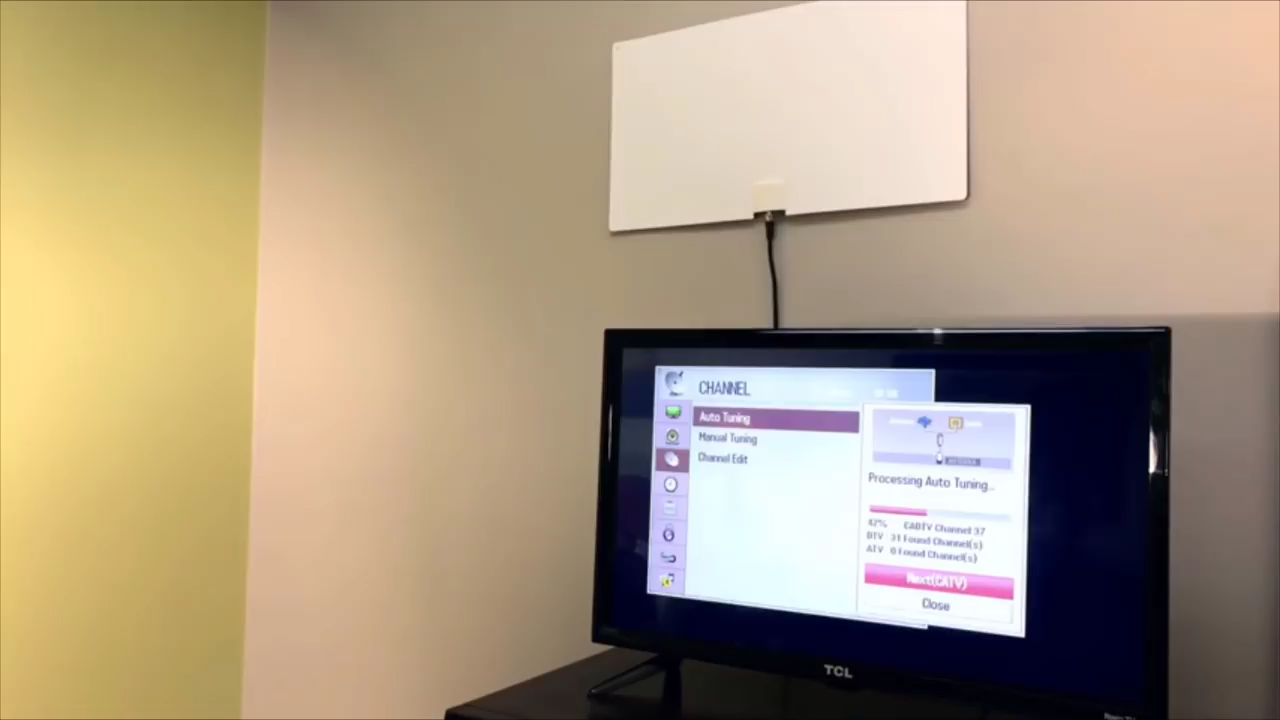 CHANNEL
Auto Tuning
Manual Tuning
Channel Edit
Processing Auto Tuning...
42% CADTV Channel 37
DTV 31 Found Channel(s)
ATV 0 Found Channel(s)
Next(CATV)
Close
TCL